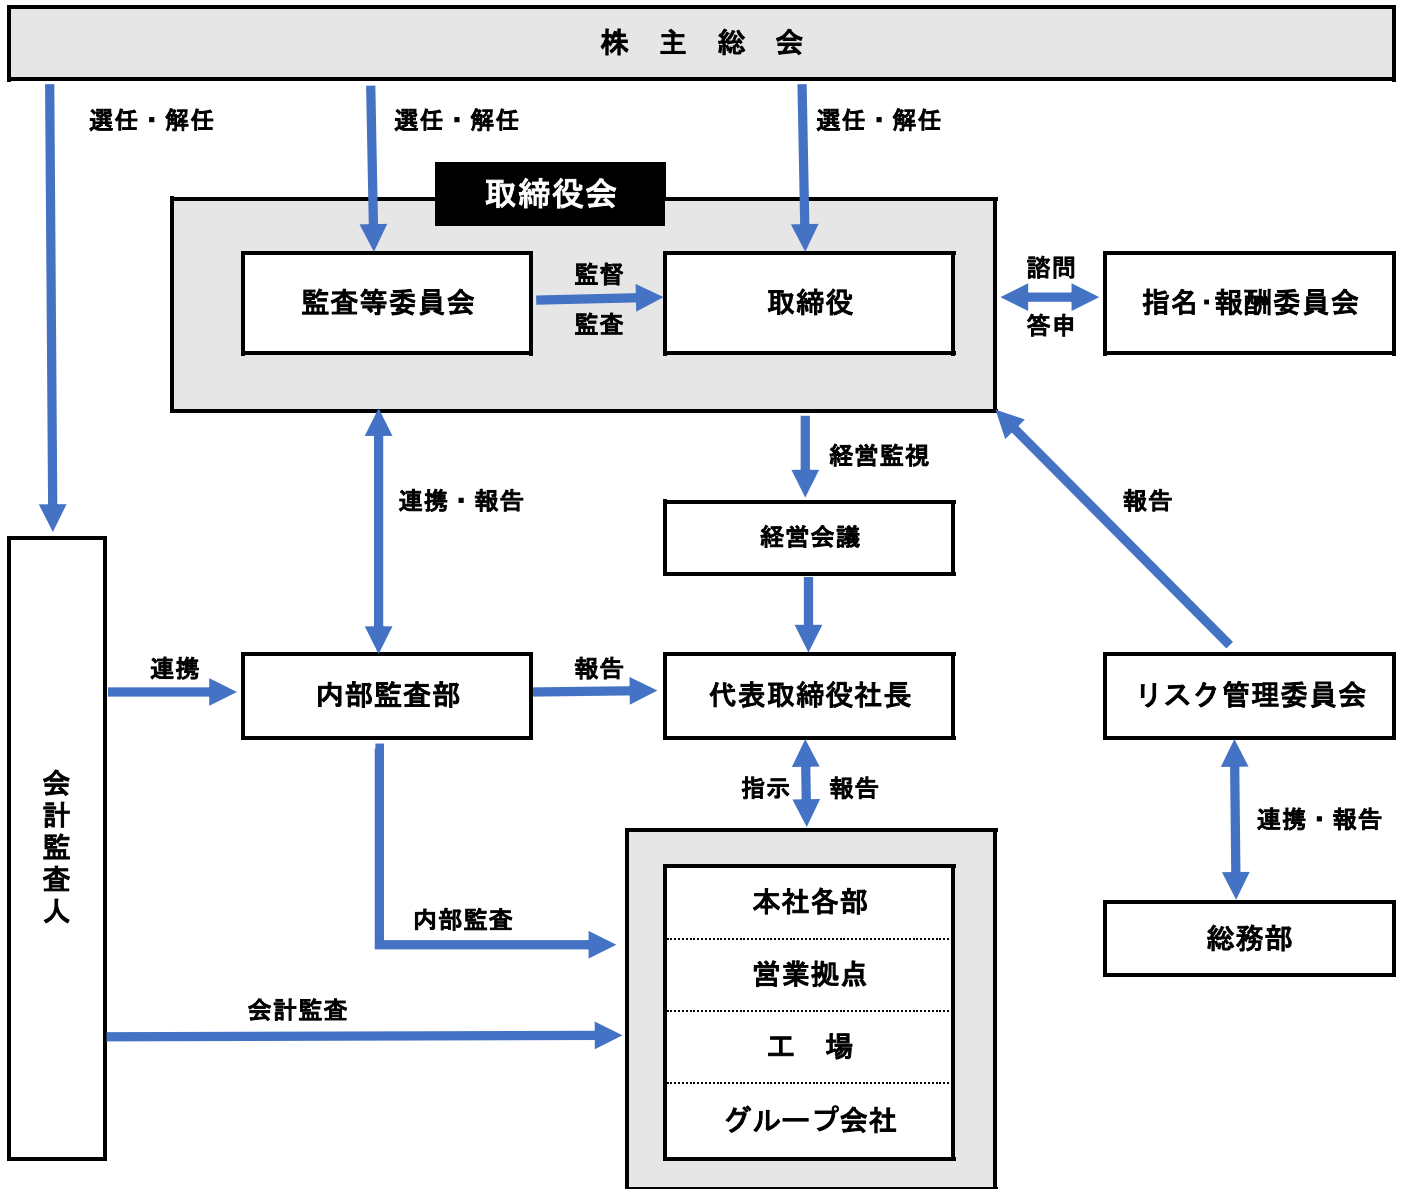 株　主　総　会
選任・解任
選任・解任
選任・解任
取締役会
監査等委員会
監督
監査
取締役
諮問
答申
指名･報酬委員会
経営監視
連携・報告
報告
経営会議
連携
内部監査部
報告
代表取締役社長
リスク管理委員会
会計監査人
指示
報告
連携・報告
本社各部
内部監査
総務部
営業拠点
会計監査
工　場
グループ会社